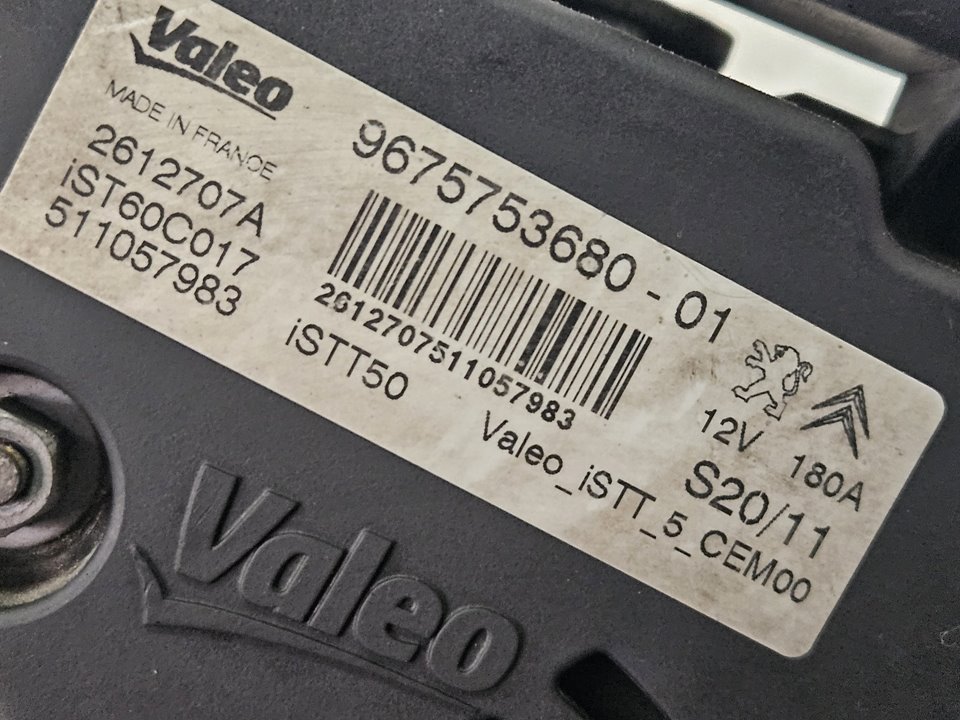 Valeo
MADE IN FRANCE
2612707A
iST60C017
511057983
9675753680 - 01
2612707511057983
iSTT50
12V 180A
S20/11
Valeo_iSTT_5_CEM00
Valeo